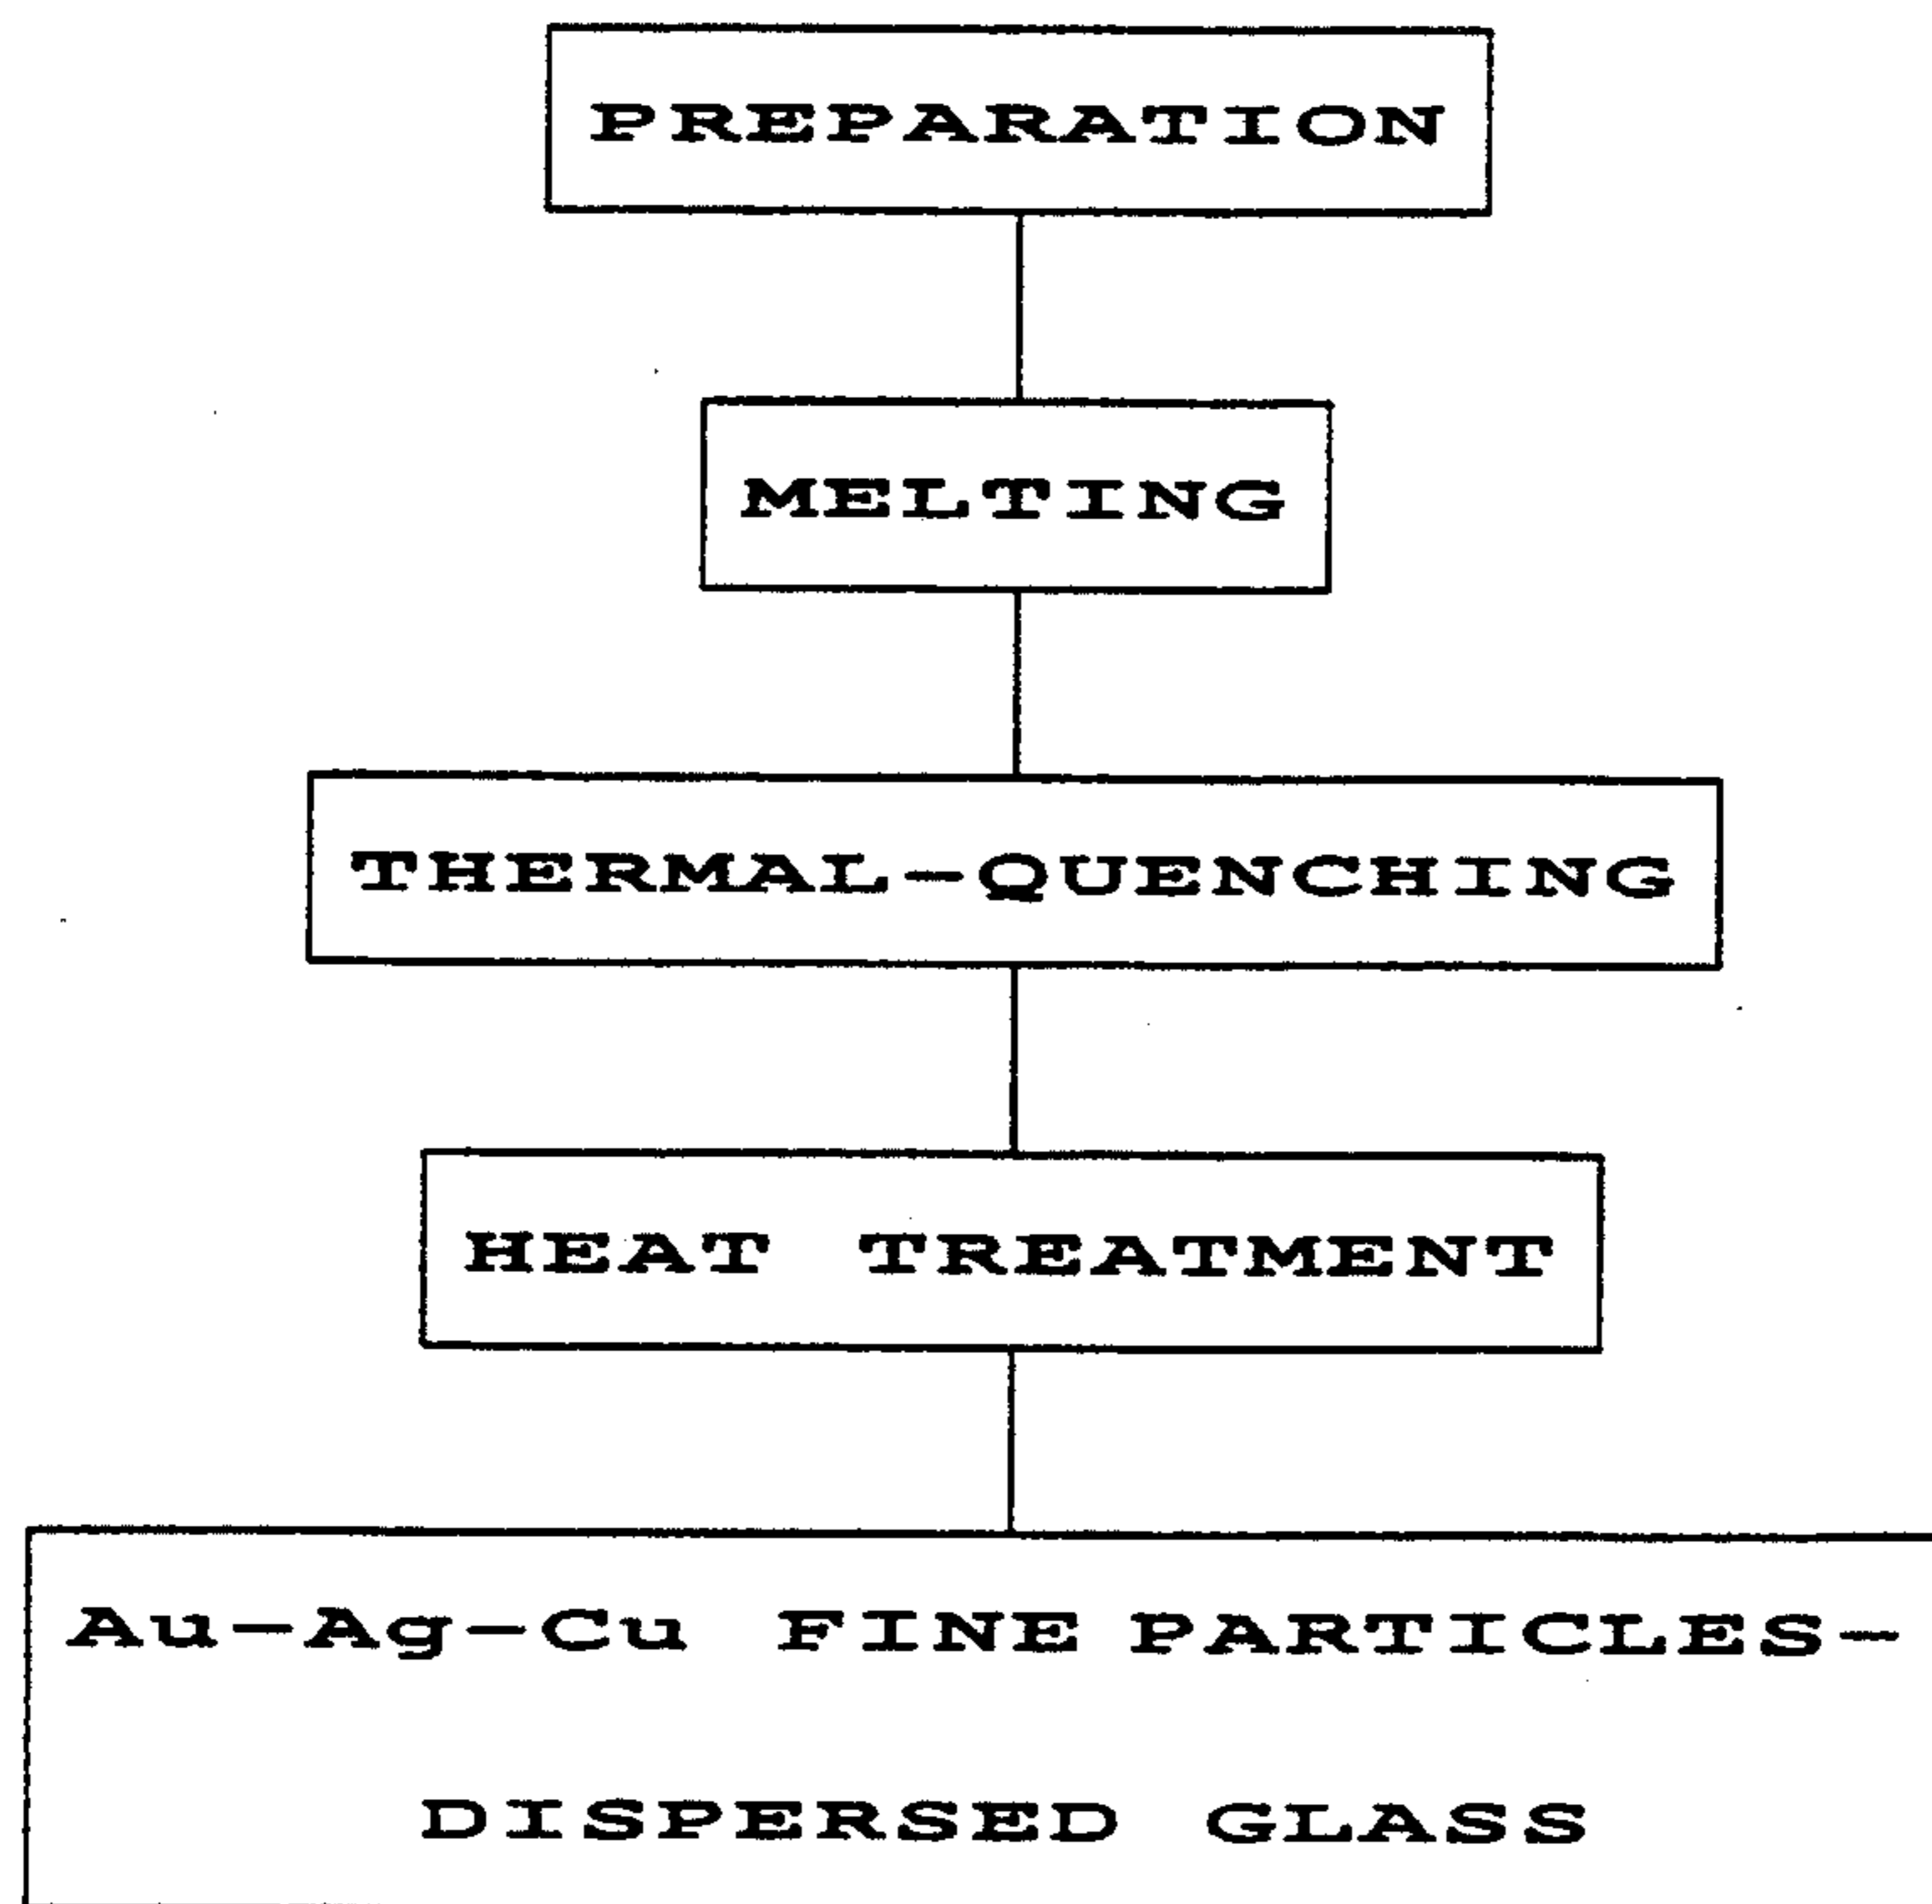 PREPARATION
MELTING
THERMAL-QUENCHING
HEAT TREATMENT
Au-Ag-Cu FINE PARTICLES-
DISPERSED GLASS